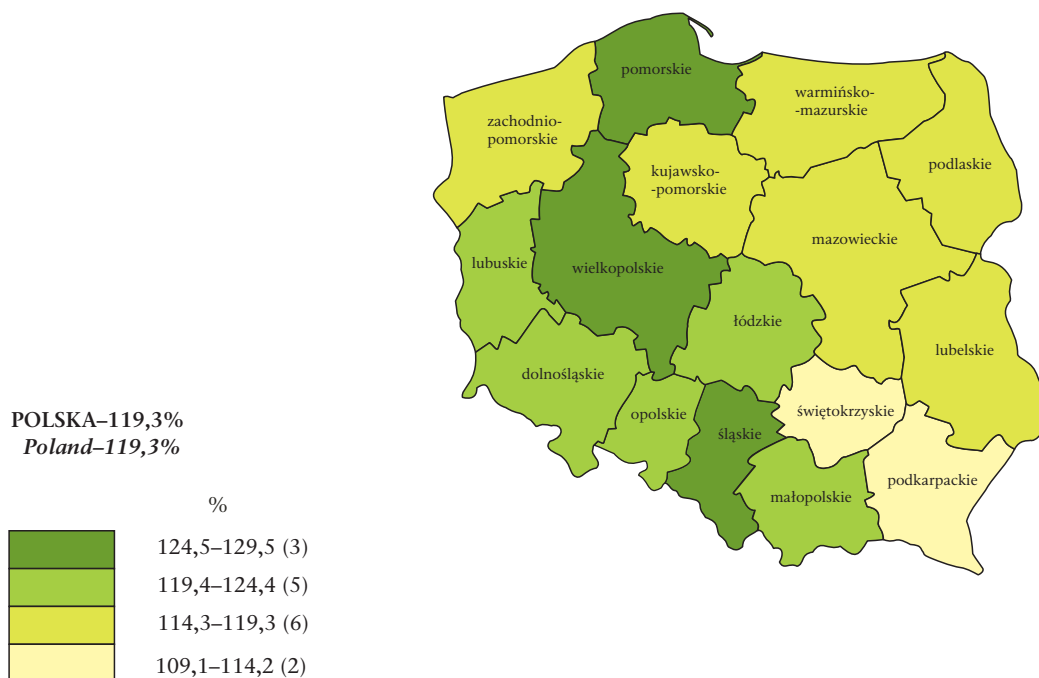 pomorskie
warmińsko-
-mazurskie
zachodnio-
pomorskie
podlaskie
kujawsko-
-pomorskie
mazowieckie
lubuskie
wielkopolskie
łódzkie
lubelskie
dolnośląskie
opolskie
śląskie
świętokrzyskie
małopolskie
podkarpackie
POLSKA–119,3%
Poland–119,3%
%
124,5–129,5 (3)
119,4–124,4 (5)
114,3–119,3 (6)
109,1–114,2 (2)